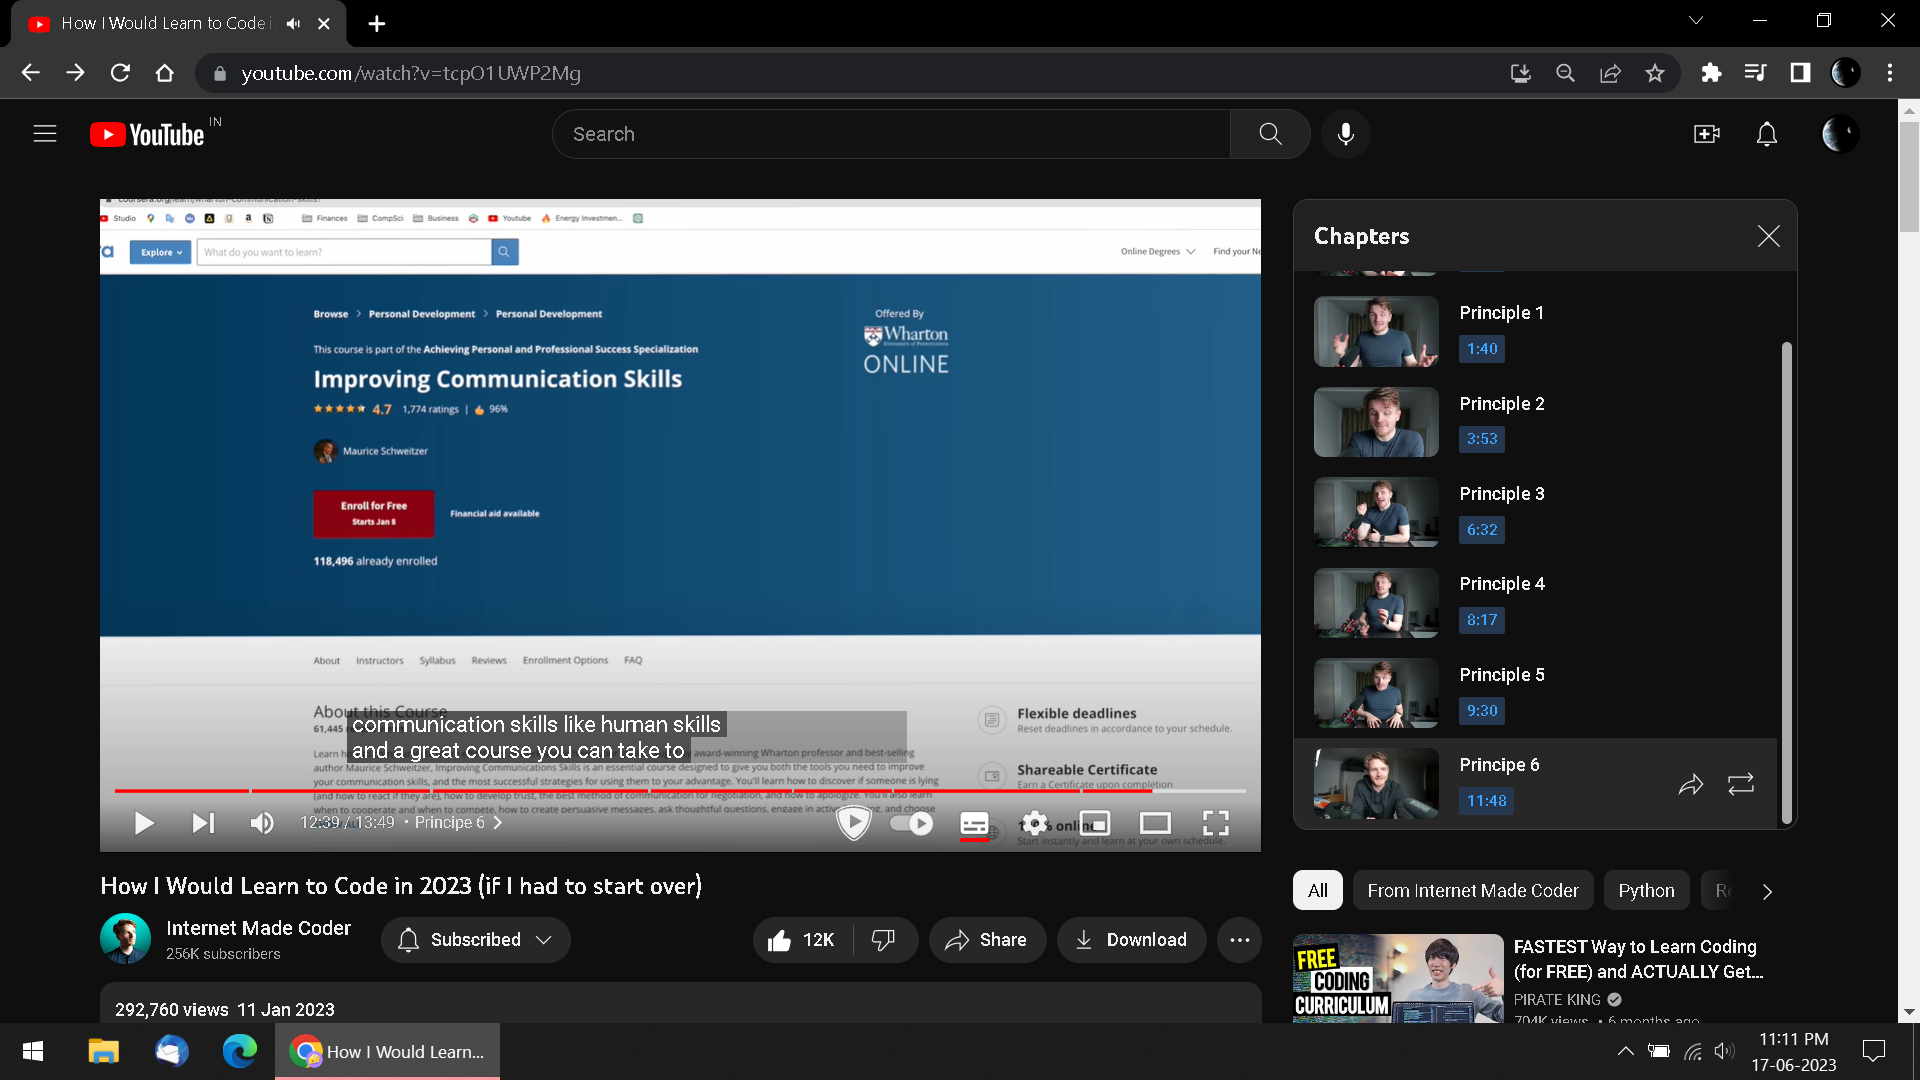 How I Would Learn to Code i
youtube.com/watch?v=tcpO1UWP2Mg
YouTube IN
Search
coursera.org/learn/wharton-communication-skills?
Studio
Finances
CompSci
Business
Youtube
Energy Investmen...
Explore
What do you want to learn?
Online Degrees
Find your Ne
Browse > Personal Development > Personal Development
This course is part of the Achieving Personal and Professional Success Specialization
Improving Communication Skills
4.7 1,774 ratings | 96%
Maurice Schweitzer
Enroll for Free
Starts Jan 8
Financial aid available
118,496 already enrolled
Offered By
Wharton
UNIVERSITY of PENNSYLVANIA
ONLINE
About Instructors Syllabus Reviews Enrollment Options FAQ
About this Course
61,445
communication skills like human skills
and a great course you can take to
Learn award-winning Wharton professor and best-selling
author Maurice Schweitzer, Improving Communications Skills is an essential course designed to give you both the tools you need to improve
your communication skills, and the most successful strategies for using them to your advantage. You'll learn how to discover if someone is lying
(and how to react if they are), how to develop trust, the best method of communication for negotiation, and how to apologize. You'll also learn
when to cooperate and when to compete, how to create persuasive messages, ask thoughtful questions, engage in active and choose
Flexible deadlines
Reset deadlines in accordance to your schedule.
Shareable Certificate
Earn a Certificate upon completion
online
Start instantly and learn at your own schedule.
12:39 / 13:49 • Principe 6 >
Chapters
Principle 1
1:40
Principle 2
3:53
Principle 3
6:32
Principle 4
8:17
Principle 5
9:30
Principe 6
11:48
How I Would Learn to Code in 2023 (if I had to start over)
Internet Made Coder
256K subscribers
Subscribed
12K
Share
Download
292,760 views 11 Jan 2023
All
From Internet Made Coder
Python
Re
FREE
CODING
CURRICULUM
FASTEST Way to Learn Coding
(for FREE) and ACTUALLY Get...
PIRATE KING
704K views • 6 months ago
How I Would Learn...
11:11 PM
17-06-2023